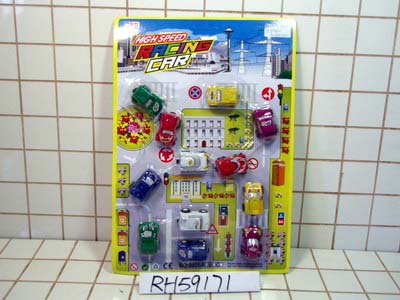 HIGH SPEED
RACING
CAR
RH59171